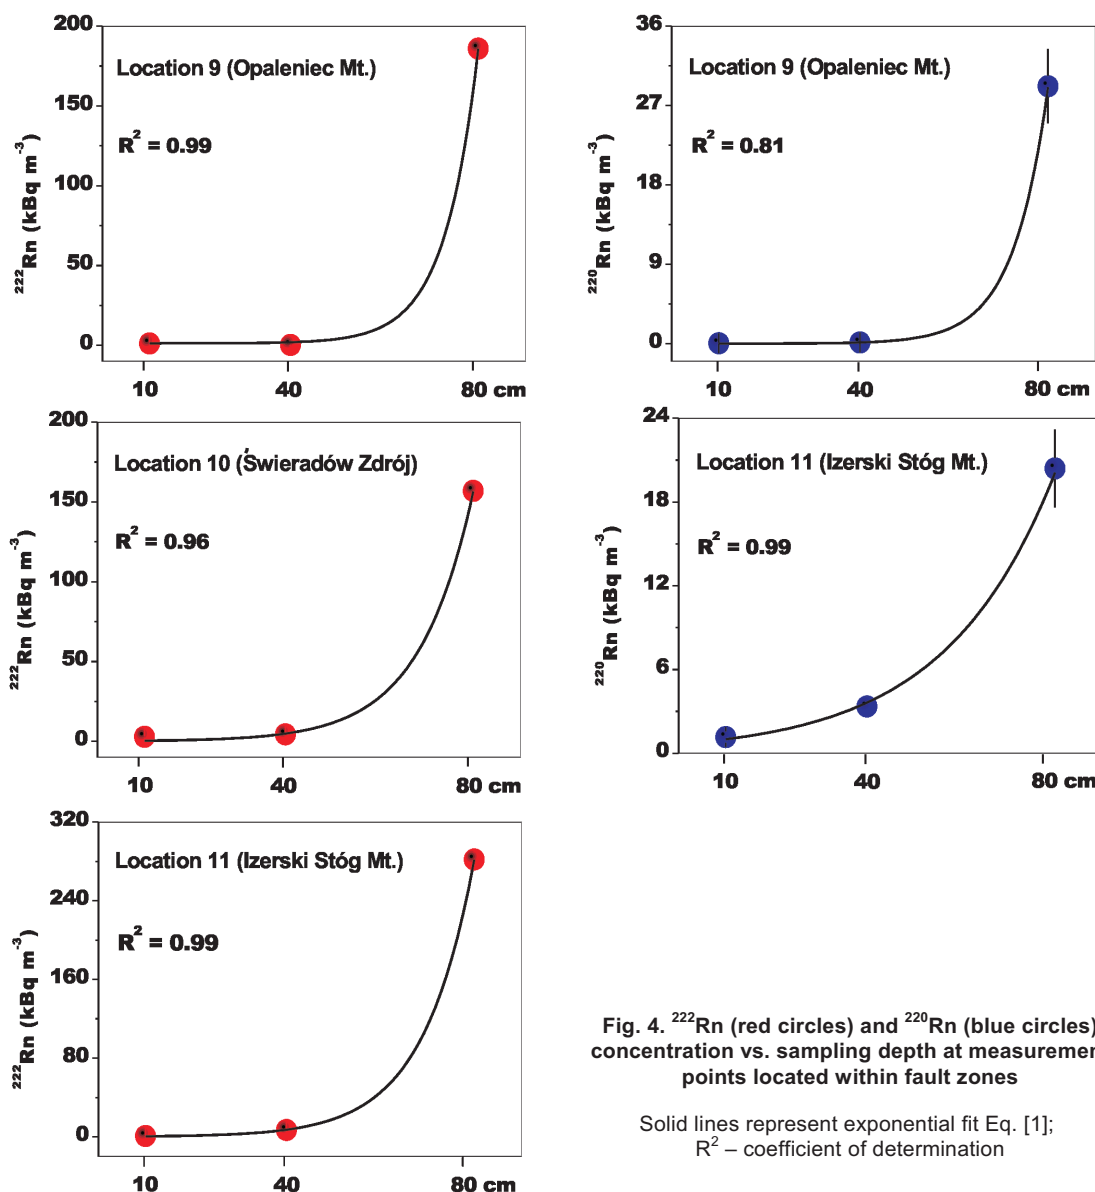 200
150
100
50
0
²²²Rn (kBq m⁻³)
Location 9 (Opaleniec Mt.)
R² = 0.99
10 40 80 cm
36
27
18
9
0
²²⁰Rn (kBq m⁻³)
Location 9 (Opaleniec Mt.)
R² = 0.81
10 40 80 cm
200
150
100
50
0
²²²Rn (kBq m⁻³)
Location 10 (Świeradów Zdrój)
R² = 0.96
10 40 80 cm
24
18
12
6
0
²²⁰Rn (kBq m⁻³)
Location 11 (Izerski Stóg Mt.)
R² = 0.99
10 40 80 cm
320
240
160
80
0
²²²Rn (kBq m⁻³)
Location 11 (Izerski Stóg Mt.)
R² = 0.99
10 40 80 cm
Fig. 4. ²²²Rn (red circles) and ²²⁰Rn (blue circles)
concentration vs. sampling depth at measuremen
points located within fault zones
Solid lines represent exponential fit Eq. [1];
R² – coefficient of determination